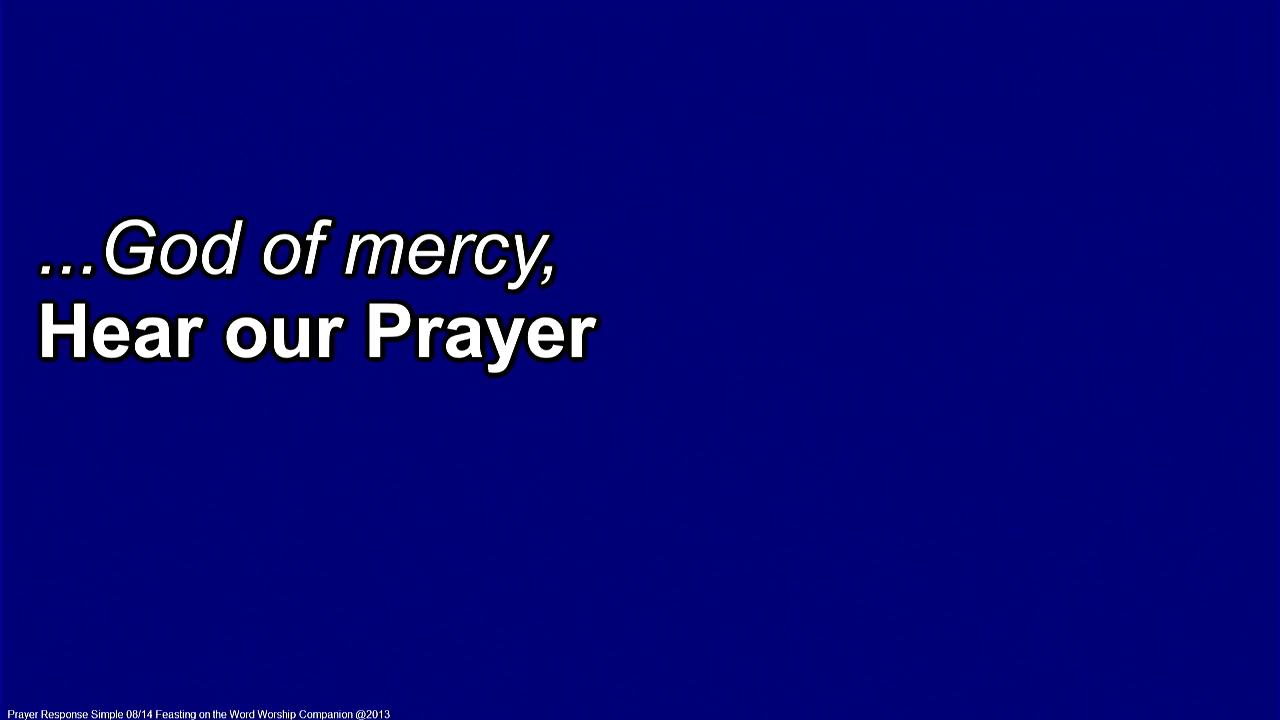 ...God of mercy,
Hear our Prayer
Prayer Response Simple 08/14 Feasting on the Word Worship Companion @2013